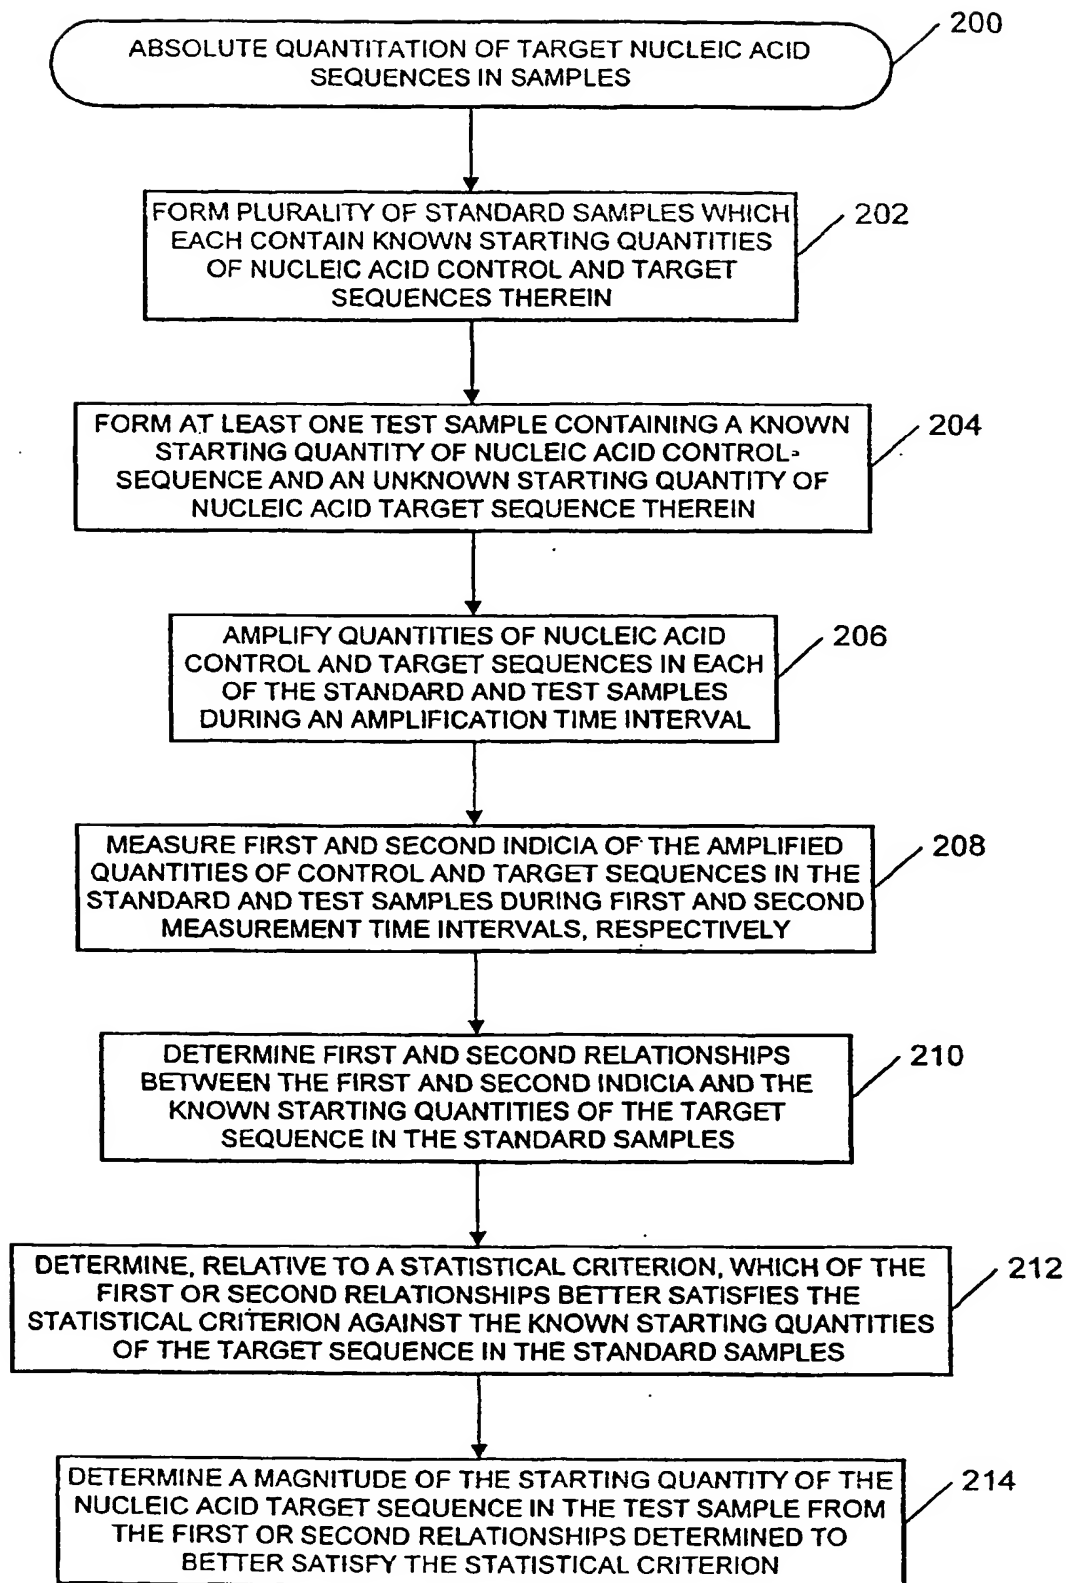 200
ABSOLUTE QUANTITATION OF TARGET NUCLEIC ACID
SEQUENCES IN SAMPLES
FORM PLURALITY OF STANDARD SAMPLES WHICH
EACH CONTAIN KNOWN STARTING QUANTITIES
OF NUCLEIC ACID CONTROL AND TARGET
SEQUENCES THEREIN
202
FORM AT LEAST ONE TEST SAMPLE CONTAINING A KNOWN
STARTING QUANTITY OF NUCLEIC ACID CONTROL-
SEQUENCE AND AN UNKNOWN STARTING QUANTITY OF
NUCLEIC ACID TARGET SEQUENCE THEREIN
204
AMPLIFY QUANTITIES OF NUCLEIC ACID
CONTROL AND TARGET SEQUENCES IN EACH
OF THE STANDARD AND TEST SAMPLES
DURING AN AMPLIFICATION TIME INTERVAL
206
MEASURE FIRST AND SECOND INDICIA OF THE AMPLIFIED
QUANTITIES OF CONTROL AND TARGET SEQUENCES IN THE
STANDARD AND TEST SAMPLES DURING FIRST AND SECOND
MEASUREMENT TIME INTERVALS, RESPECTIVELY
208
DETERMINE FIRST AND SECOND RELATIONSHIPS
BETWEEN THE FIRST AND SECOND INDICIA AND THE
KNOWN STARTING QUANTITIES OF THE TARGET
SEQUENCE IN THE STANDARD SAMPLES
210
DETERMINE, RELATIVE TO A STATISTICAL CRITERION, WHICH OF THE
FIRST OR SECOND RELATIONSHIPS BETTER SATISFIES THE
STATISTICAL CRITERION AGAINST THE KNOWN STARTING QUANTITIES
OF THE TARGET SEQUENCE IN THE STANDARD SAMPLES
212
DETERMINE A MAGNITUDE OF THE STARTING QUANTITY OF THE
NUCLEIC ACID TARGET SEQUENCE IN THE TEST SAMPLE FROM
THE FIRST OR SECOND RELATIONSHIPS DETERMINED TO
BETTER SATISFY THE STATISTICAL CRITERION
214